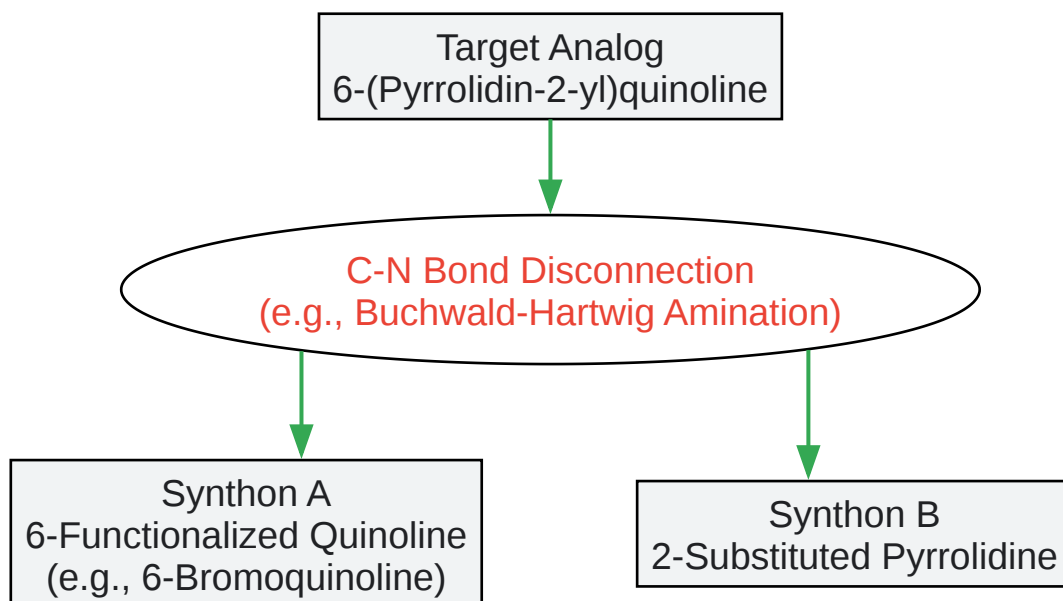 Target Analog
6-(Pyrrolidin-2-yl)quinoline
C-N Bond Disconnection
(e.g., Buchwald-Hartwig Amination)
Synthon A
6-Functionalized Quinoline
(e.g., 6-Bromoquinoline)
Synthon B
2-Substituted Pyrrolidine